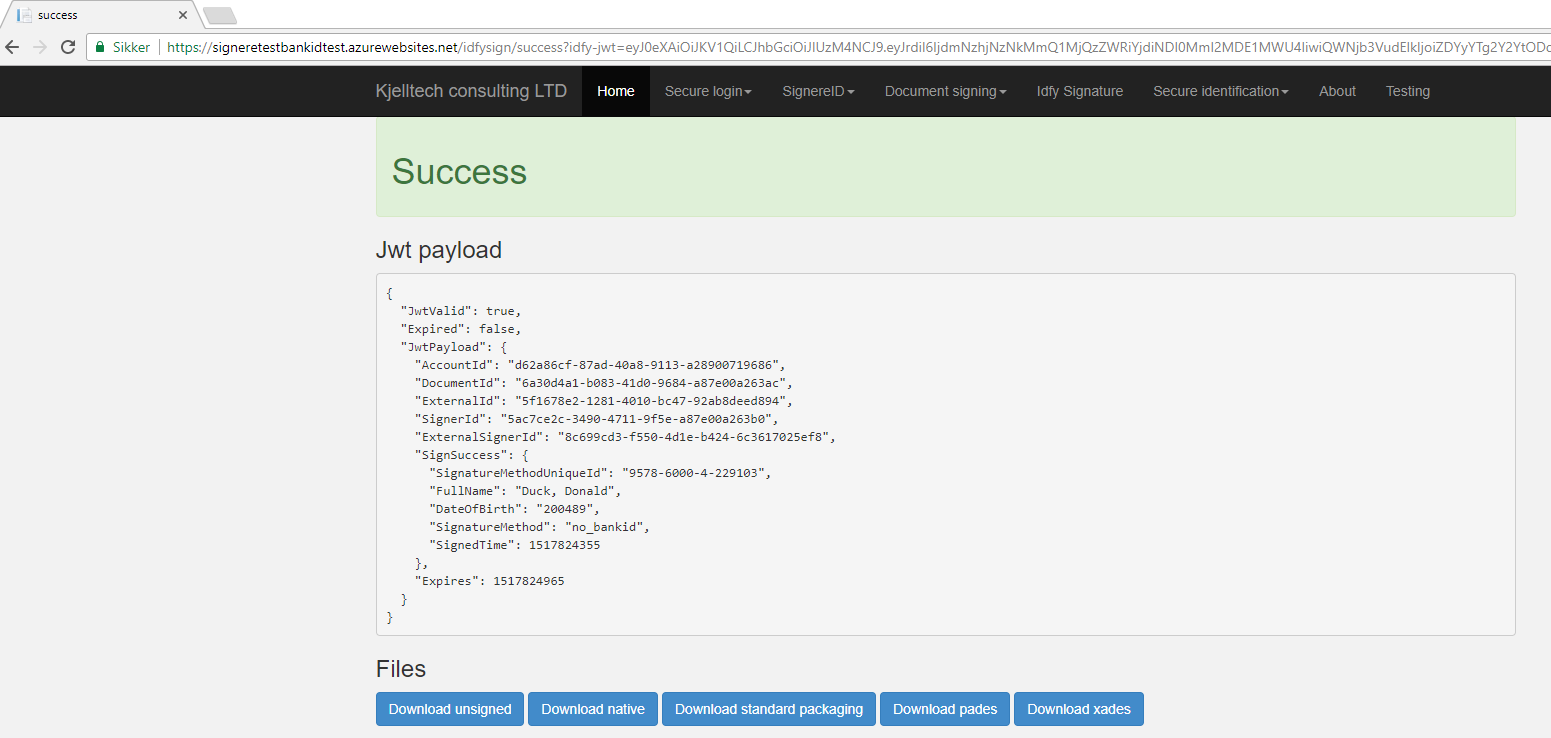 success
Sikker https://signeretestbankidtest.azurewebsites.net/idfysign/success?idfy-jwt=
Kjelltech consulting LTD Home Secure login SignereID Document signing Idfy Signature Secure identification About Testing
Success
Jwt payload
{
"JwtValid": true,
"Expired": false,
"JwtPayload": {
"AccountId": "d62a86cf-87ad-40a8-9113-a28900719686",
"DocumentId": "6a30d4a1-b083-41d0-9684-a87e00a263ac",
"ExternalId": "5f1678e2-1281-4010-bc47-92ab8deed894",
"SignerId": "5ac7ce2c-3490-4711-9f5e-a87e00a263b0",
"ExternalSignerId": "8c699cd3-f550-4d1e-b424-6c3617025ef8",
"SignSuccess": {
"SignatureMethodUniqueId": "9578-6000-4-229103",
"FullName": "Duck, Donald",
"DateOfBirth": "200489",
"SignatureMethod": "no_bankid",
"SignedTime": 1517824355
},
"Expires": 1517824965
}
}
Files
Download unsigned Download native Download standard packaging Download pades Download xades